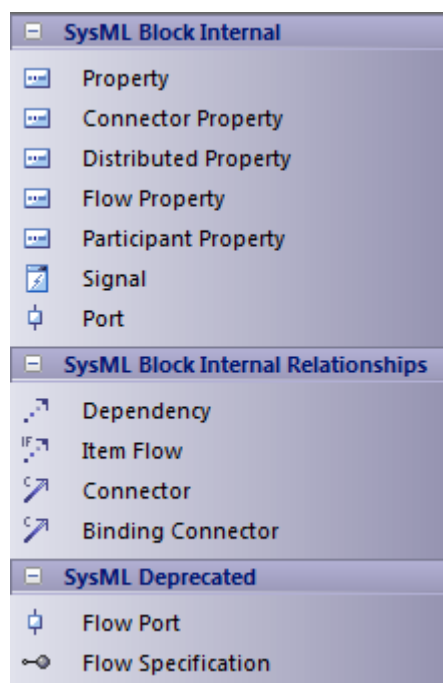 SysML Block Internal
Property
Connector Property
Distributed Property
Flow Property
Participant Property
Signal
Port
SysML Block Internal Relationships
Dependency
IF Item Flow
C Connector
C Binding Connector
SysML Deprecated
Flow Port
Flow Specification